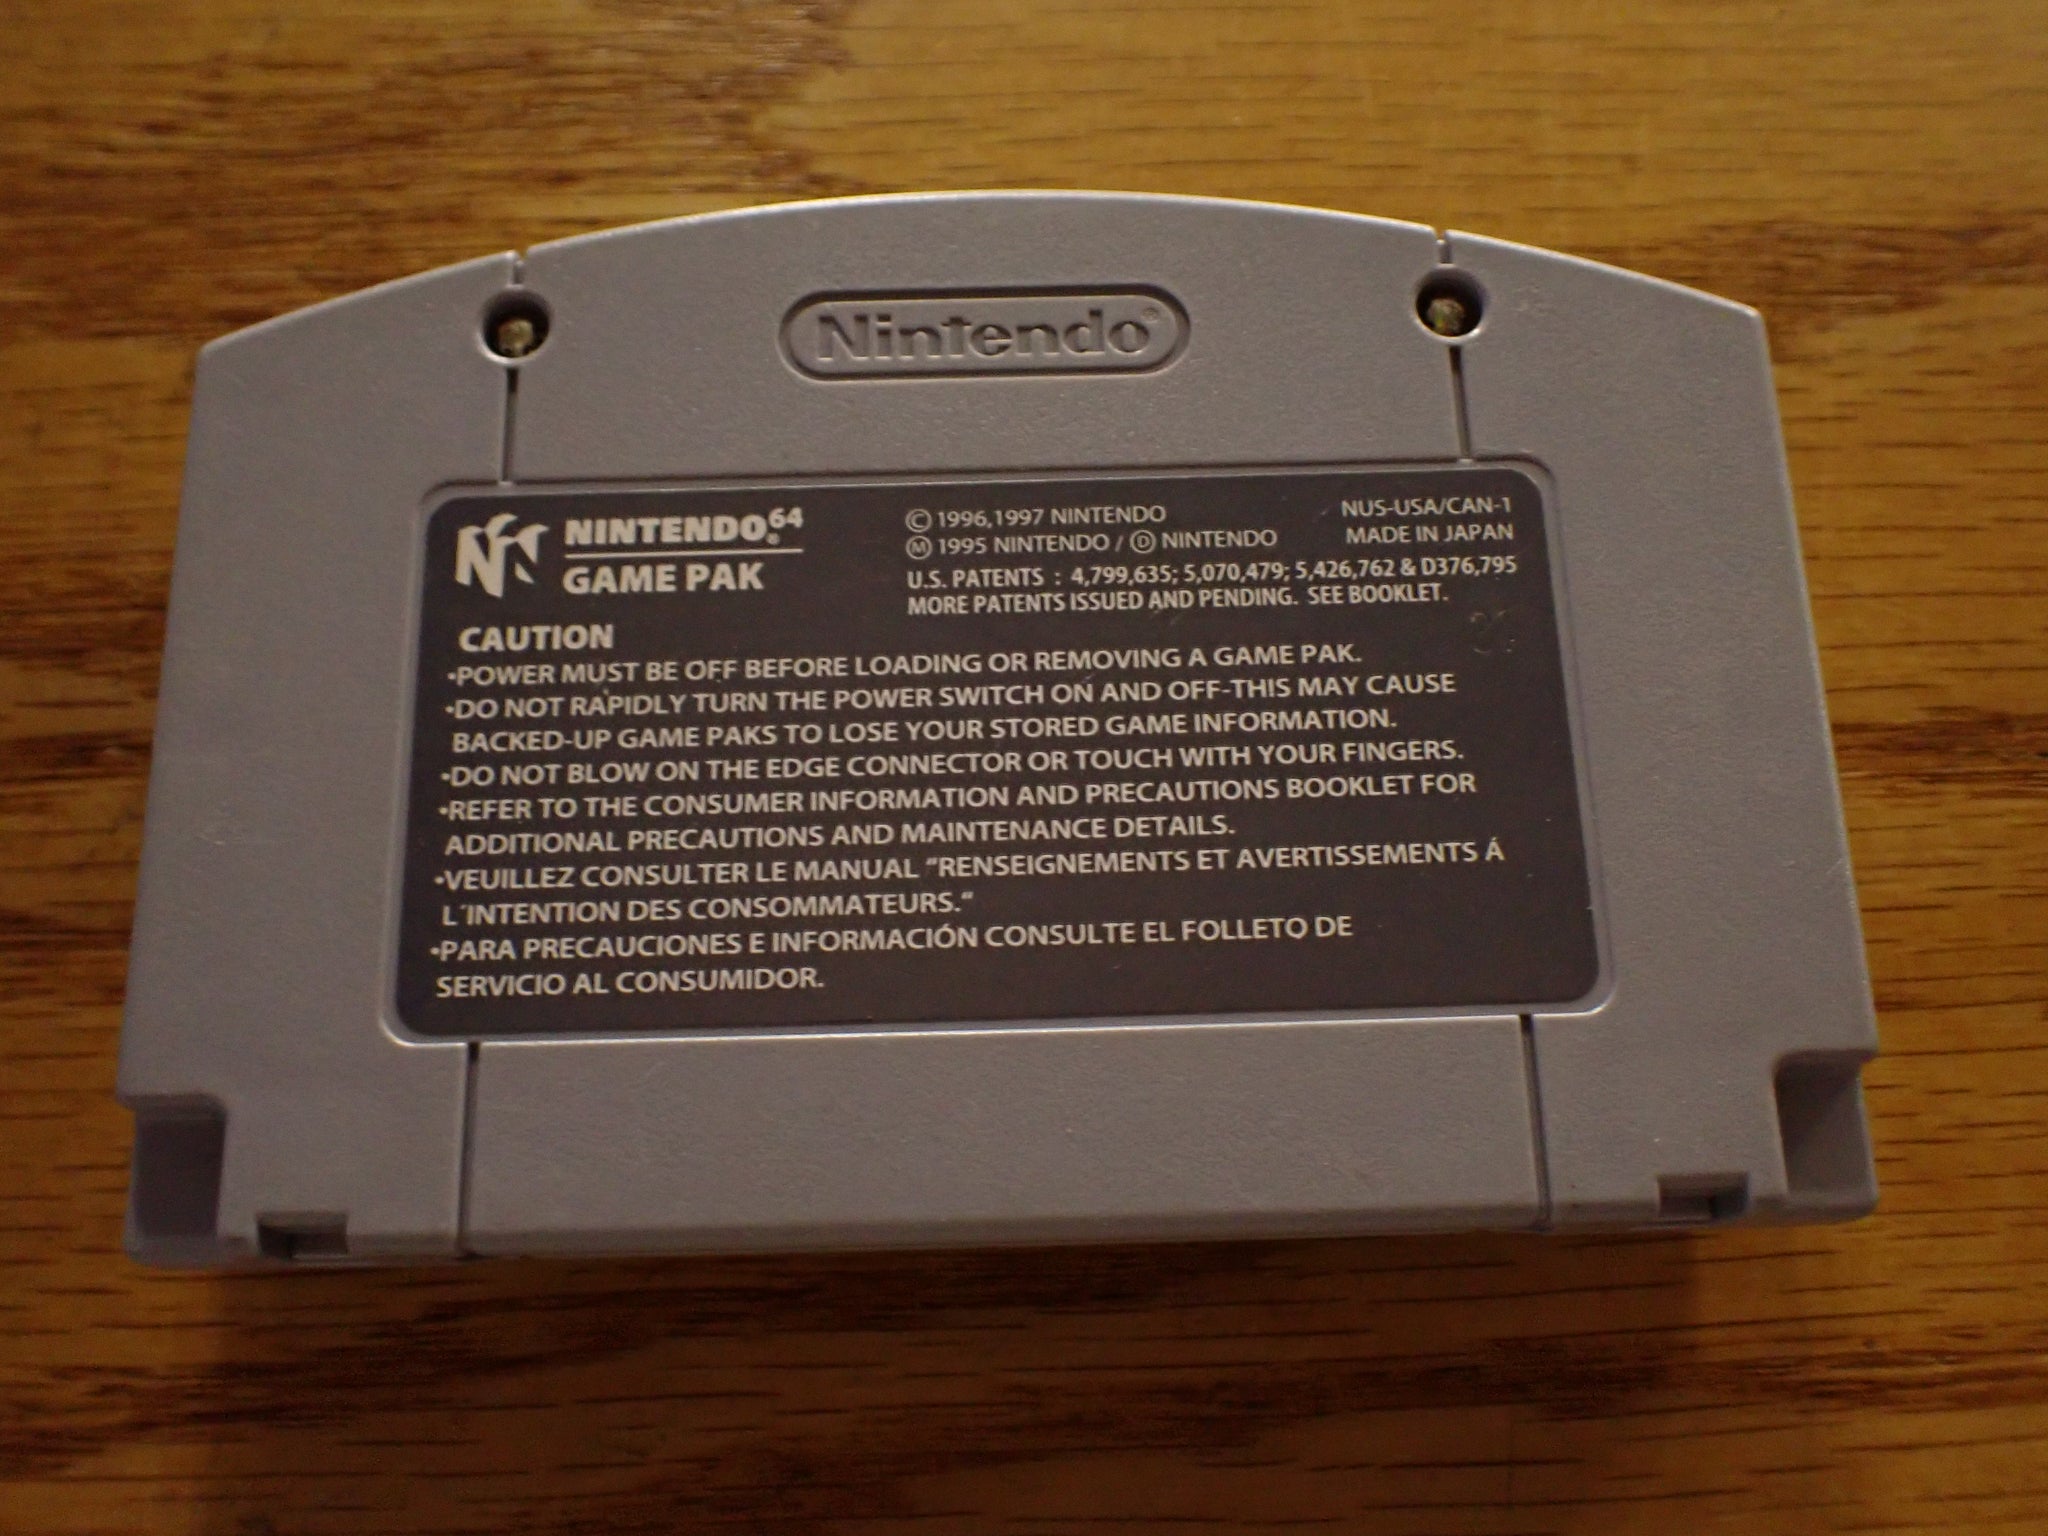 Nintendo®
NINTENDO®64
GAME PAK
© 1996,1997 NINTENDO
Ⓜ 1995 NINTENDO / Ⓓ NINTENDO
NUS-USA/CAN-1
MADE IN JAPAN
U.S. PATENTS : 4,799,635; 5,070,479; 5,426,762 & D376,795
MORE PATENTS ISSUED AND PENDING. SEE BOOKLET.
CAUTION
•POWER MUST BE OFF BEFORE LOADING OR REMOVING A GAME PAK.
•DO NOT RAPIDLY TURN THE POWER SWITCH ON AND OFF-THIS MAY CAUSE
BACKED-UP GAME PAKS TO LOSE YOUR STORED GAME INFORMATION.
•DO NOT BLOW ON THE EDGE CONNECTOR OR TOUCH WITH YOUR FINGERS.
•REFER TO THE CONSUMER INFORMATION AND PRECAUTIONS BOOKLET FOR
ADDITIONAL PRECAUTIONS AND MAINTENANCE DETAILS.
•VEUILLEZ CONSULTER LE MANUAL "RENSEIGNEMENTS ET AVERTISSEMENTS Á
L'INTENTION DES CONSOMMATEURS."
•PARA PRECAUCIONES E INFORMACIÓN CONSULTE EL FOLLETO DE
SERVICIO AL CONSUMIDOR.